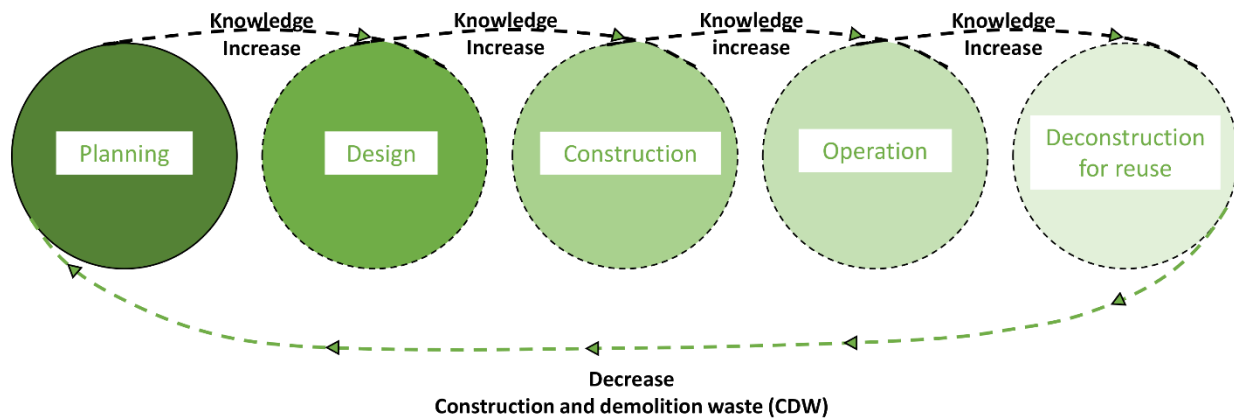 Knowledge
Increase
Knowledge
Increase
Knowledge
increase
Knowledge
Increase
Planning
Design
Construction
Operation
Deconstruction
for reuse
Decrease
Construction and demolition waste (CDW)